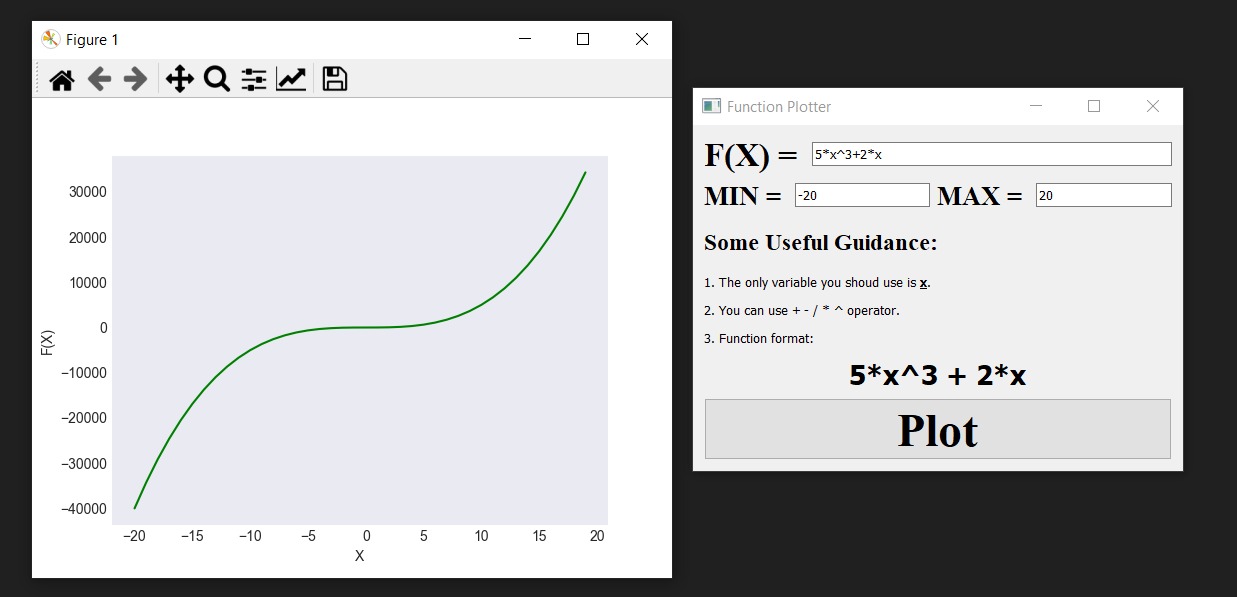 Figure 1
30000
20000
10000
0
−10000
−20000
−30000
−40000
F(X)
−20 −15 −10 −5 0 5 10 15 20
X
Function Plotter
F(X) = 5*x^3+2*x
MIN = -20 MAX = 20
Some Useful Guidance:
1. The only variable you shoud use is x.
2. You can use + - / * ^ operator.
3. Function format:
5*x^3 + 2*x
Plot